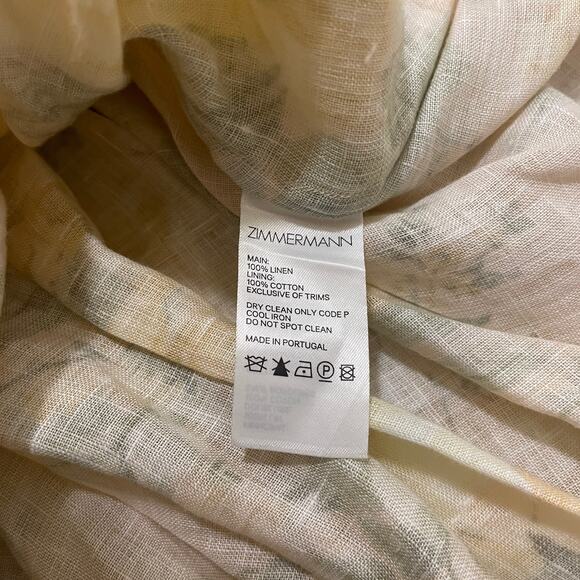 ZIMMERMANN
MAIN:
100% LINEN
LINING:
100% COTTON
EXCLUSIVE OF TRIMS
DRY CLEAN ONLY CODE P
COOL IRON
DO NOT SPOT CLEAN
MADE IN PORTUGAL
P